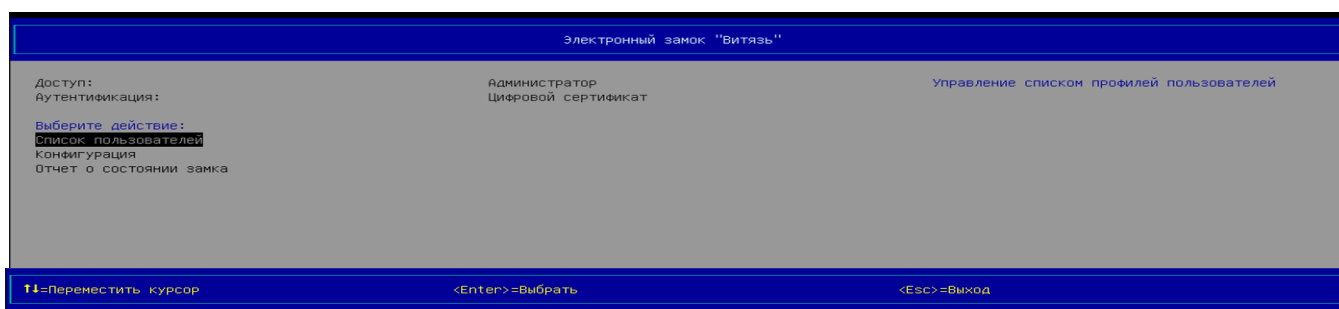 Электронный замок "Витязь"
Доступ: Администратор Управление списком профилей пользователей
Аутентификация: Цифровой сертификат
Выберите действие:
Список пользователей
Конфигурация
Отчет о состоянии замка
↑↓=Переместить курсор <Enter>=Выбрать <Esc>=Выход